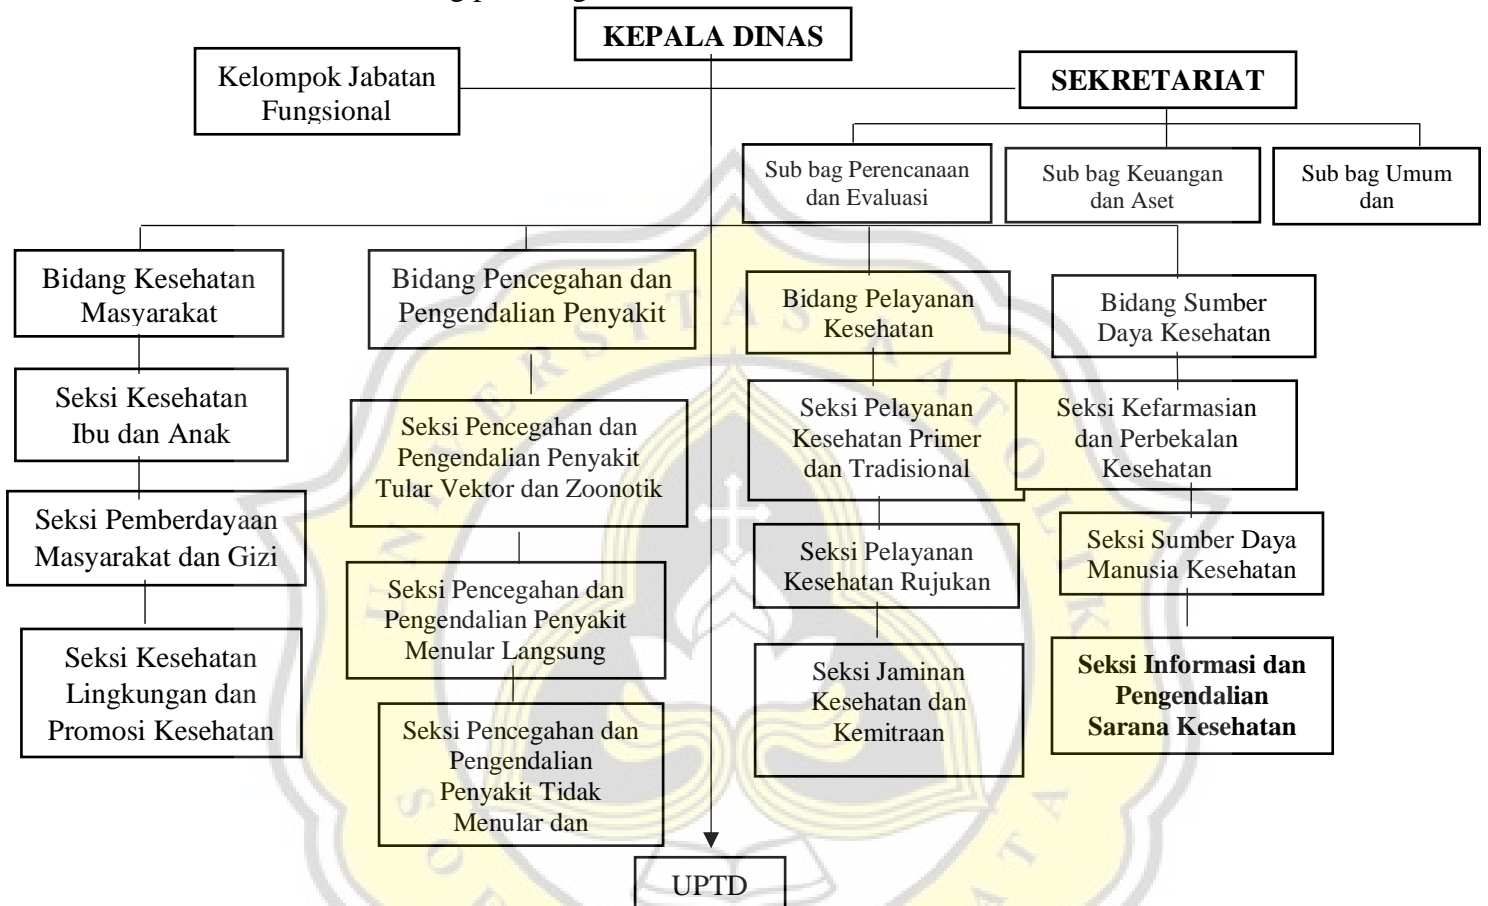 KEPALA DINAS
Kelompok Jabatan
Fungsional
SEKRETARIAT
Sub bag Perencanaan
dan Evaluasi
Sub bag Keuangan
dan Aset
Sub bag Umum
dan
Bidang Kesehatan
Masyarakat
Bidang Pencegahan dan
Pengendalian Penyakit
Bidang Pelayanan
Kesehatan
Bidang Sumber
Daya Kesehatan
Seksi Kesehatan
Ibu dan Anak
Seksi Pencegahan dan
Pengendalian Penyakit
Tular Vektor dan Zoonotik
Seksi Pelayanan
Kesehatan Primer
dan Tradisional
Seksi Kefarmasian
dan Perbekalan
Kesehatan
Seksi Pemberdayaan
Masyarakat dan Gizi
Seksi Pencegahan dan
Pengendalian Penyakit
Menular Langsung
Seksi Pelayanan
Kesehatan Rujukan
Seksi Sumber Daya
Manusia Kesehatan
Seksi Kesehatan
Lingkungan dan
Promosi Kesehatan
Seksi Pencegahan dan
Pengendalian
Penyakit Tidak
Menular dan
Seksi Jaminan
Kesehatan dan
Kemitraan
Seksi Informasi dan
Pengendalian
Sarana Kesehatan
UPTD
UNIVERSITAS KATOLIK